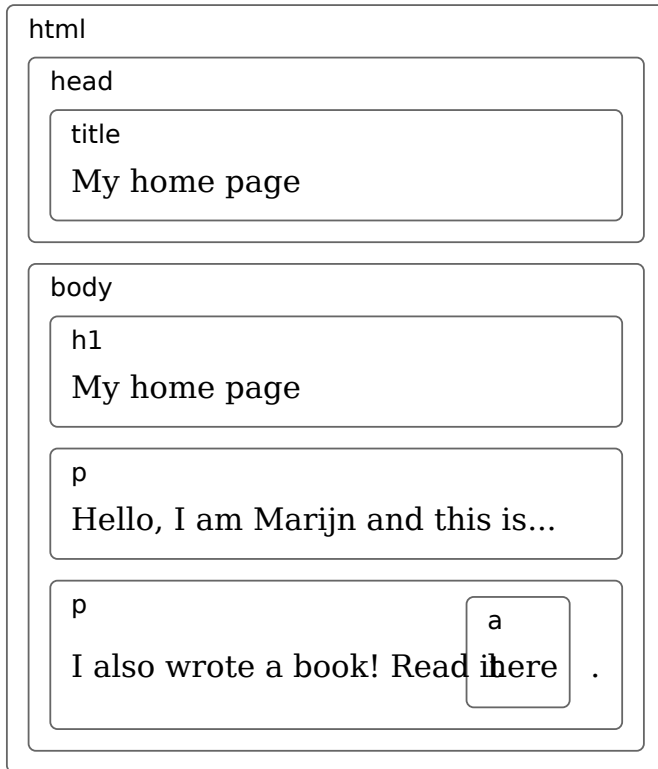 html
head
title
My home page
body
h1
My home page
p
Hello, I am Marijn and this is...
p
a
I also wrote a book! Read it here .